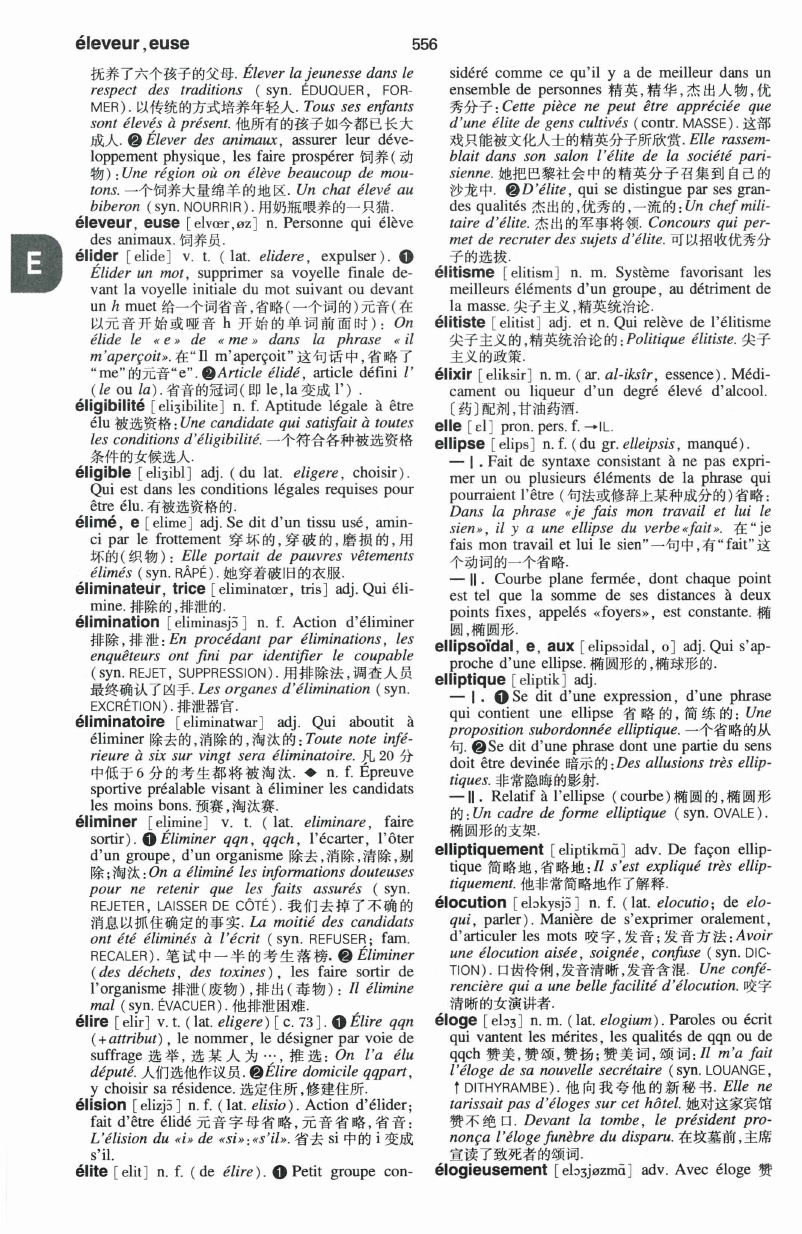 éleveur, euse
556
抚养了六个孩子的父母. Élever la jeunesse dans le
respect des traditions ( syn. ÉDUQUER, FOR-
MER). 以传统的方式培养年轻人. Tous ses enfants
sont élevés à présent. 他所有的孩子如今都已长大
成人. ❷ Élever des animaux, assurer leur déve-
loppement physique, les faire prospérer 饲养(动
物): Une région où on élève beaucoup de mou-
tons. 一个饲养大量绵羊的地区. Un chat élevé au
biberon (syn. NOURRIR). 用奶瓶喂养的一只猫.
éleveur, euse [elvœr,øz] n. Personne qui élève
des animaux. 饲养员.
élider [elide] v. t. ( lat. elidere, expulser). ❶
Élider un mot, supprimer sa voyelle finale de-
vant la voyelle initiale du mot suivant ou devant
un h muet 给一个词省音,省略(一个词的)元音(在
以元音开始或哑音 h 开始的单词前面时): On
élide le « e » de « me » dans la phrase « il
m'aperçoit». 在“Il m'aperçoit”这句话中,省略了
“me”的元音“e”. ❷Article élidé, article défini l'
(le ou la). 省音的冠词(即 le,la 变成 l') .
éligibilité [eliʒibilite] n. f. Aptitude légale à être
élu 被选资格: Une candidate qui satisfait à toutes
les conditions d'éligibilité. 一个符合各种被选资格
条件的女候选人.
éligible [eliʒibl] adj. ( du lat. eligere, choisir).
Qui est dans les conditions légales requises pour
être élu. 有被选资格的.
élimé, e [elime] adj. Se dit d'un tissu usé, amin-
ci par le frottement 穿坏的,穿破的,磨损的,用
坏的(织物): Elle portait de pauvres vêtements
élimés (syn. RÂPÉ). 她穿着破旧的衣服.
éliminateur, trice [eliminatœr, tris] adj. Qui éli-
mine. 排除的,排泄的.
élimination [eliminasjɔ̃] n. f. Action d'éliminer
排除,排泄: En procédant par éliminations, les
enquêteurs ont fini par identifier le coupable
(syn. REJET, SUPPRESSION). 用排除法,调查人员
最终确认了凶手. Les organes d'élimination (syn.
EXCRÉTION). 排泄器官.
éliminatoire [eliminatwar] adj. Qui aboutit à
éliminer 除去的,消除的,淘汰的: Toute note infé-
rieure à six sur vingt sera éliminatoire. 凡 20 分
中低于 6 分的考生都将被淘汰. ◆ n. f. Épreuve
sportive préalable visant à éliminer les candidats
les moins bons. 预赛,淘汰赛.
éliminer [elimine] v. t. ( lat. eliminare, faire
sortir). ❶ Éliminer qqn, qqch, l'écarter, l'ôter
d'un groupe, d'un organisme 除去,消除,清除,剔
除;淘汰: On a éliminé les informations douteuses
pour ne retenir que les faits assurés ( syn.
REJETER, LAISSER DE CÔTÉ). 我们去掉了不确的
消息以抓住确定的事实. La moitié des candidats
ont été éliminés à l'écrit (syn. REFUSER; fam.
RECALER). 笔试中一半的考生落榜. ❷ Éliminer
(des déchets, des toxines), les faire sortir de
l'organisme 排泄(废物),排出(毒物): Il élimine
mal (syn. ÉVACUER). 他排泄困难.
élire [elir] v. t. (lat. eligere) [c. 73]. ❶ Élire qqn
(+attribut), le nommer, le désigner par voie de
suffrage 选举,选某人为…,推选: On l'a élu
député. 人们选他作议员. ❷Élire domicile qqpart,
y choisir sa résidence. 选定住所,修建住所.
élision [elizjɔ̃] n. f. (lat. elisio). Action d'élider;
fait d'être élidé 元音字母省略,元音省略,省音:
L'élision du «i» de «si»: «s'il». 省去 si 中的 i 变成
s'il.
élite [elit] n. f. (de élire). ❶ Petit groupe con-
sidéré comme ce qu'il y a de meilleur dans un
ensemble de personnes 精英,精华,杰出人物,优
秀分子: Cette pièce ne peut être appréciée que
d'une élite de gens cultivés (contr. MASSE). 这部
戏只能被文化人士的精英分子所欣赏. Elle rassem-
blait dans son salon l'élite de la société pari-
sienne. 她把巴黎社会中的精英分子召集到自己的
沙龙中. ❷D'élite, qui se distingue par ses gran-
des qualités 杰出的,优秀的,一流的: Un chef mili-
taire d'élite. 杰出的军事将领. Concours qui per-
met de recruter des sujets d'élite. 可以招收优秀分
子的选拔.
élitisme [elitism] n. m. Système favorisant les
meilleurs éléments d'un groupe, au détriment de
la masse. 尖子主义,精英统治论.
élitiste [elitist] adj. et n. Qui relève de l'élitisme
尖子主义的,精英统治论的: Politique élitiste. 尖子
主义的政策.
élixir [eliksir] n. m. (ar. al-iksîr, essence). Médi-
cament ou liqueur d'un degré élevé d'alcool.
〔药〕配剂,甘油药酒.
elle [ɛl] pron. pers. f. →IL.
ellipse [elips] n. f. (du gr. elleipsis, manqué).
— Ⅰ. Fait de syntaxe consistant à ne pas expri-
mer un ou plusieurs éléments de la phrase qui
pourraient l'être (句法或修辞上某种成分的)省略:
Dans la phrase «je fais mon travail et lui le
sien», il y a une ellipse du verbe «fait». 在“je
fais mon travail et lui le sien”一句中,有“fait”这
个动词的一个省略.
— Ⅱ. Courbe plane fermée, dont chaque point
est tel que la somme de ses distances à deux
points fixes, appelés «foyers», est constante. 椭
圆,椭圆形.
ellipsoïdal, e, aux [elipsɔidal, o] adj. Qui s'ap-
proche d'une ellipse. 椭圆形的,椭球形的.
elliptique [eliptik] adj.
— Ⅰ. ❶ Se dit d'une expression, d'une phrase
qui contient une ellipse 省略的,简练的: Une
proposition subordonnée elliptique. 一个省略的从
句. ❷Se dit d'une phrase dont une partie du sens
doit être devinée 暗示的: Des allusions très ellip-
tiques. 非常隐晦的影射.
— Ⅱ. Relatif à l'ellipse (courbe) 椭圆的,椭圆形
的: Un cadre de forme elliptique (syn. OVALE).
椭圆形的支架.
elliptiquement [eliptikmɑ̃] adv. De façon ellip-
tique 简略地,省略地: Il s'est expliqué très ellip-
tiquement. 他非常简略地作了解释.
élocution [elɔkysjɔ̃] n. f. (lat. elocutio; de elo-
qui, parler). Manière de s'exprimer oralement,
d'articuler les mots 咬字,发音;发音方法: Avoir
une élocution aisée, soignée, confuse (syn. DIC-
TION). 口齿伶俐,发音清晰,发音含混. Une confé-
rencière qui a une belle facilité d'élocution. 咬字
清晰的女演讲者.
éloge [elɔʒ] n. m. (lat. elogium). Paroles ou écrit
qui vantent les mérites, les qualités de qqn ou de
qqch 赞美,赞颂,赞扬;赞美词,颂词: Il m'a fait
l'éloge de sa nouvelle secrétaire (syn. LOUANGE,
↑ DITHYRAMBE). 他向我夸他的新秘书. Elle ne
tarissait pas d'éloges sur cet hôtel. 她对这家宾馆
赞不绝口. Devant la tombe, le président pro-
nonça l'éloge funèbre du disparu. 在坟墓前,主席
宣读了致死者的颂词.
élogieusement [elɔʒjøzmɑ̃] adv. Avec éloge 赞
E